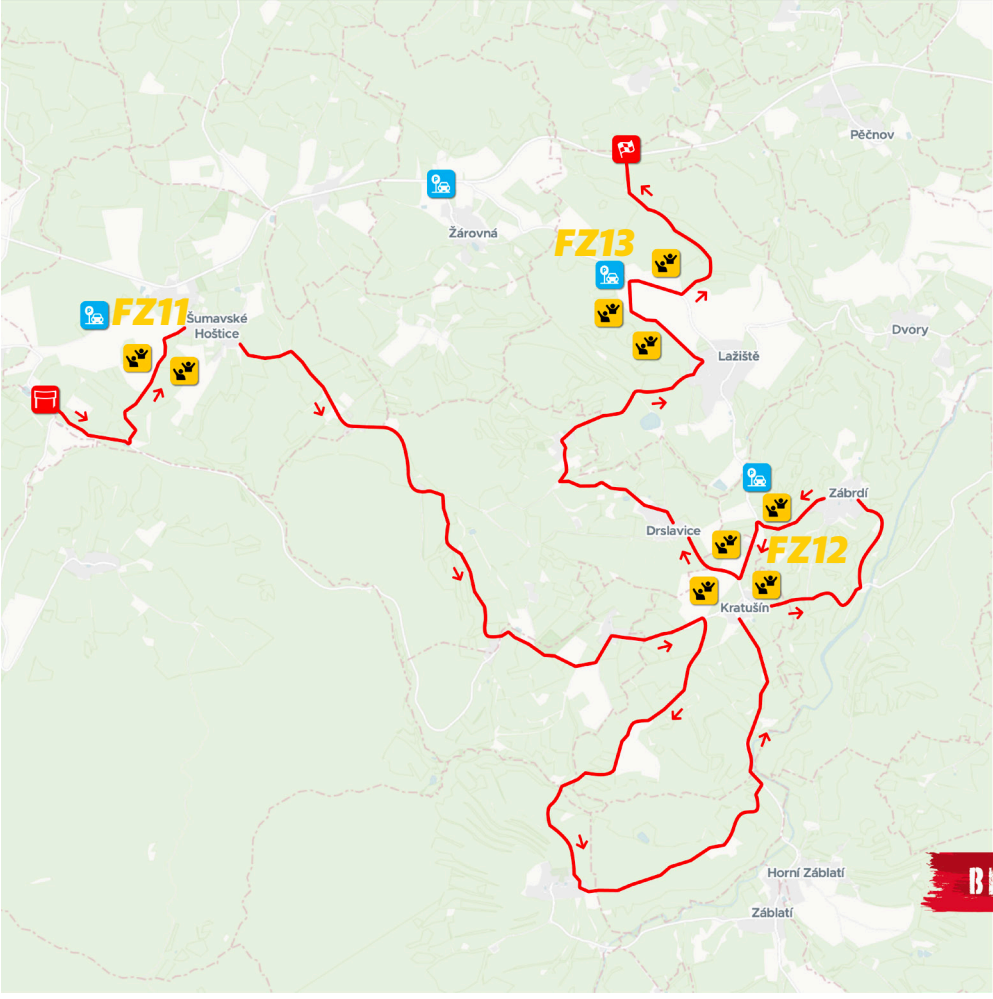 Pěčnov
Žárovná
FZ13
FZ11
Šumavské
Hoštice
Dvory
Lažiště
Zábrdí
Drslavice
FZ12
Kratušín
Horní Záblatí
Záblatí